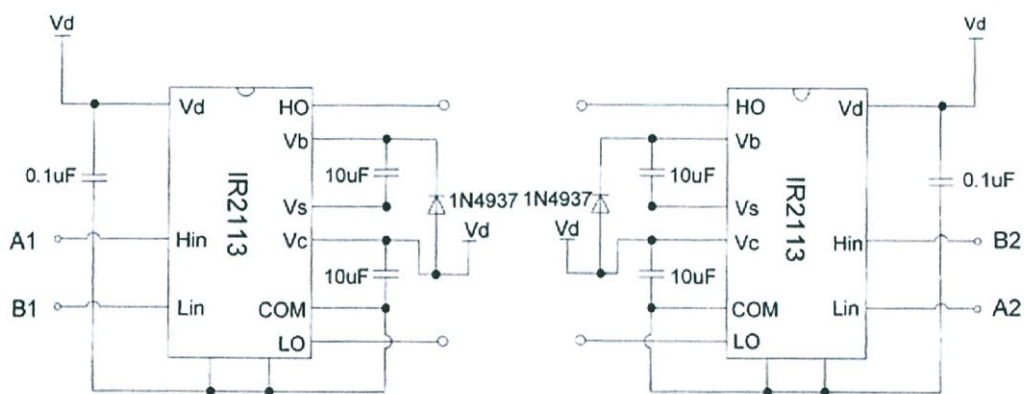 Vd
Vd
Vd
HO
HO
Vd
Vb
Vb
0.1uF
10uF
10uF
0.1uF
IR2113
1N4937
1N4937
IR2113
Vs
Vs
A1
Hin
Vc
Vd
Vd
Vc
Hin
B2
10uF
10uF
B1
Lin
COM
COM
Lin
A2
LO
LO